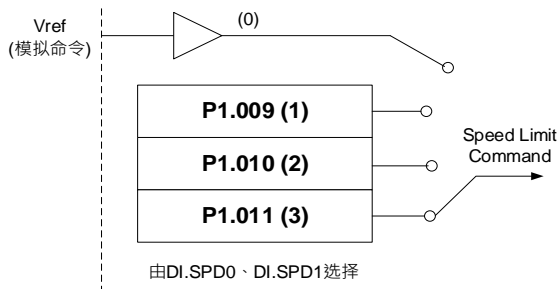 Vref
(模拟命令)
(0)
P1.009 (1)
P1.010 (2)
P1.011 (3)
Speed Limit
Command
由DI.SPD0、DI.SPD1选择